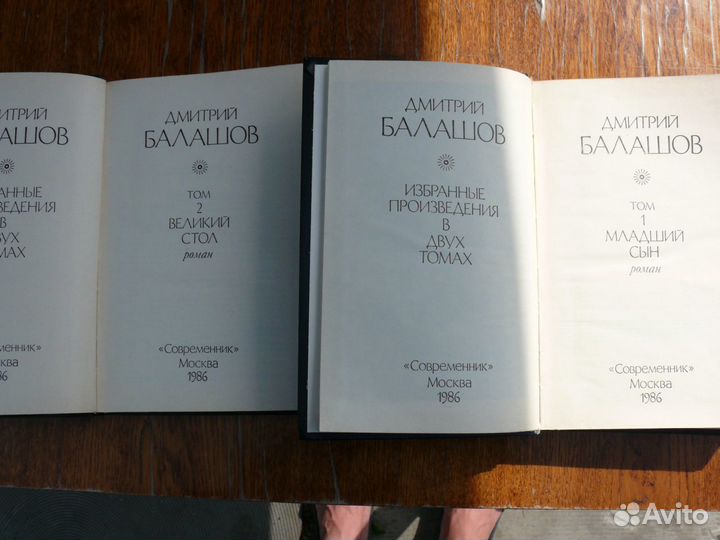 ДМИТРИЙ
БАЛАШОВ
ТОМ
2
ВЕЛИКИЙ
СТОЛ
роман
«Современник»
Москва
1986
ДМИТРИЙ
БАЛАШОВ
ИЗБРАННЫЕ
ПРОИЗВЕДЕНИЯ
В
ДВУХ
ТОМАХ
«Современник»
Москва
1986
ДМИТРИЙ
БАЛАШОВ
ТОМ
1
МЛАДШИЙ
СЫН
роман
«Современник»
Москва
1986
Avito